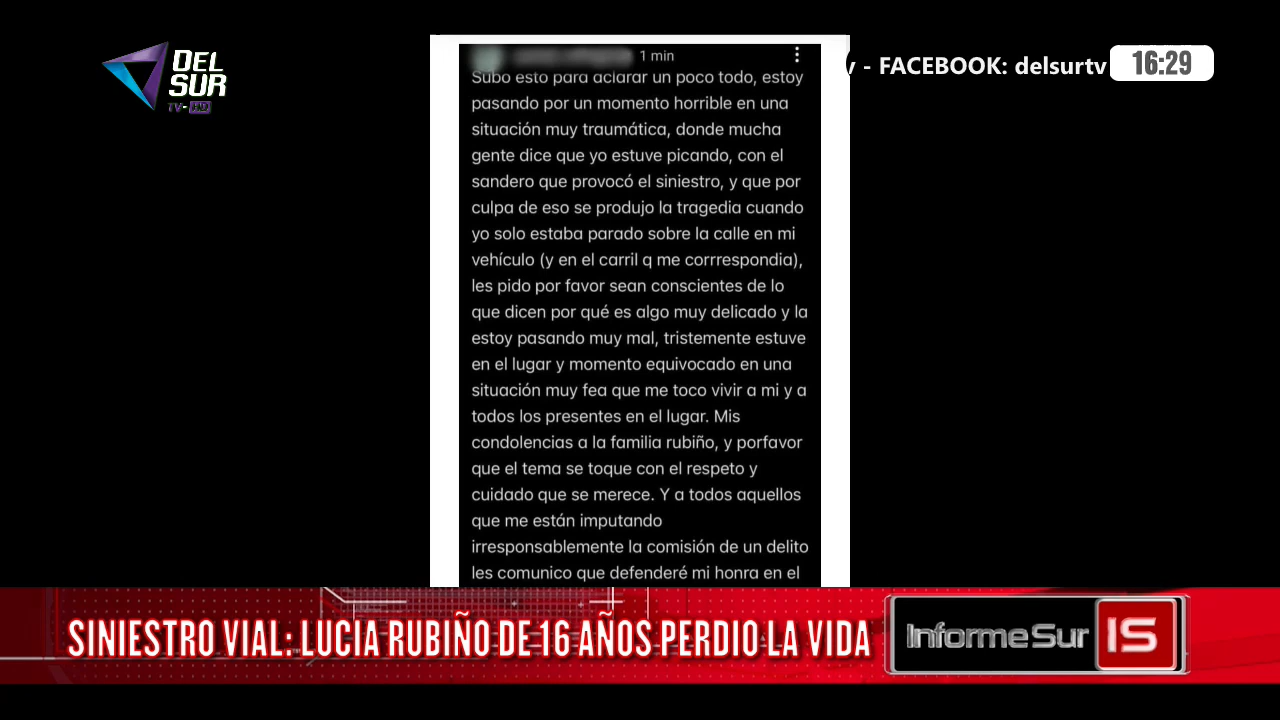 DEL
SUR
TV-HD
1 min
v - FACEBOOK: delsurtv
16:29
Subo esto para aclarar un poco todo, estoy
pasando por un momento horrible en una
situación muy traumática, donde mucha
gente dice que yo estuve picando, con el
sandero que provocó el siniestro, y que por
culpa de eso se produjo la tragedia cuando
yo solo estaba parado sobre la calle en mi
vehículo (y en el carril q me corrrespondia),
les pido por favor sean conscientes de lo
que dicen por qué es algo muy delicado y la
estoy pasando muy mal, tristemente estuve
en el lugar y momento equivocado en una
situación muy fea que me toco vivir a mi y a
todos los presentes en el lugar. Mis
condolencias a la familia rubiño, y porfavor
que el tema se toque con el respeto y
cuidado que se merece. Y a todos aquellos
que me están imputando
irresponsablemente la comisión de un delito
les comunico que defenderé mi honra en el
SINIESTRO VIAL: LUCIA RUBIÑO DE 16 AÑOS PERDIO LA VIDA
InformeSur IS